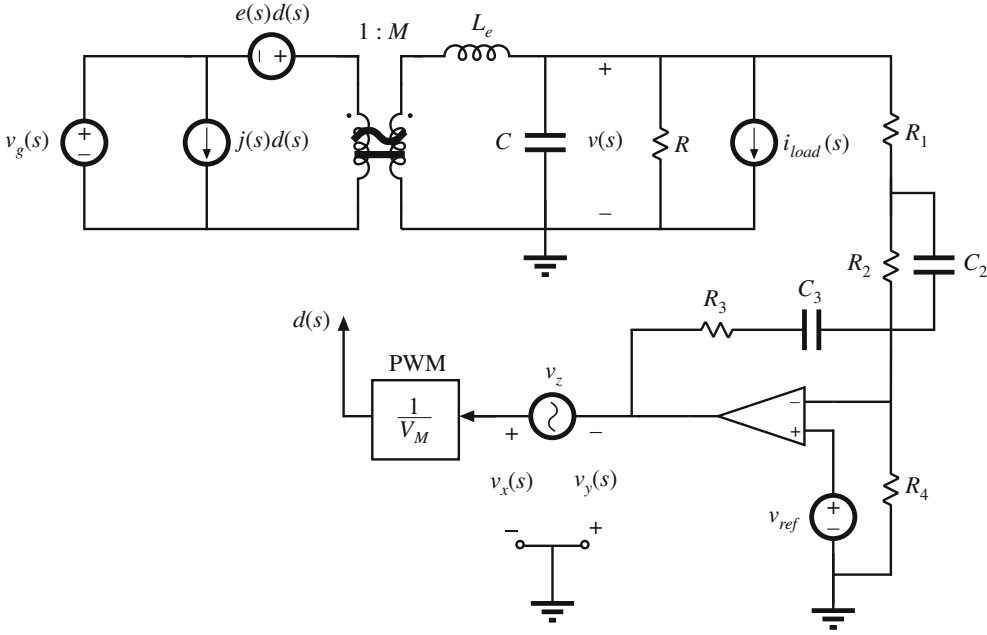 e(s)d(s)
1 : M
L_e
v_g(s)
+
−
j(s)d(s)
− +
C
+
v(s)
−
R
i_load(s)
R_1
R_2
C_2
R_3
C_3
d(s)
PWM
1
V_M
v_z
+ −
−
+
v_x(s)
v_y(s)
− +
v_ref
+
−
R_4